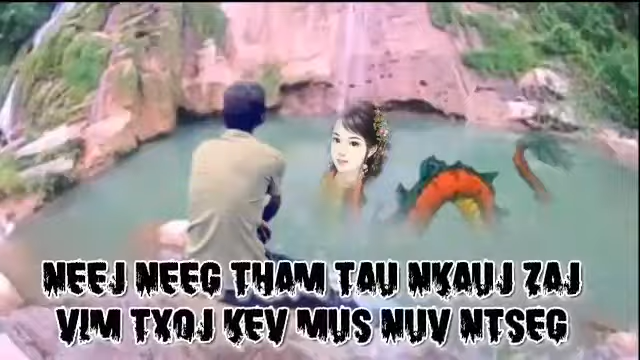 NEEJ NEEG THAM TAU NKAUJ ZAJ
VIM TXOJ KEV MUS NUV NTSEG